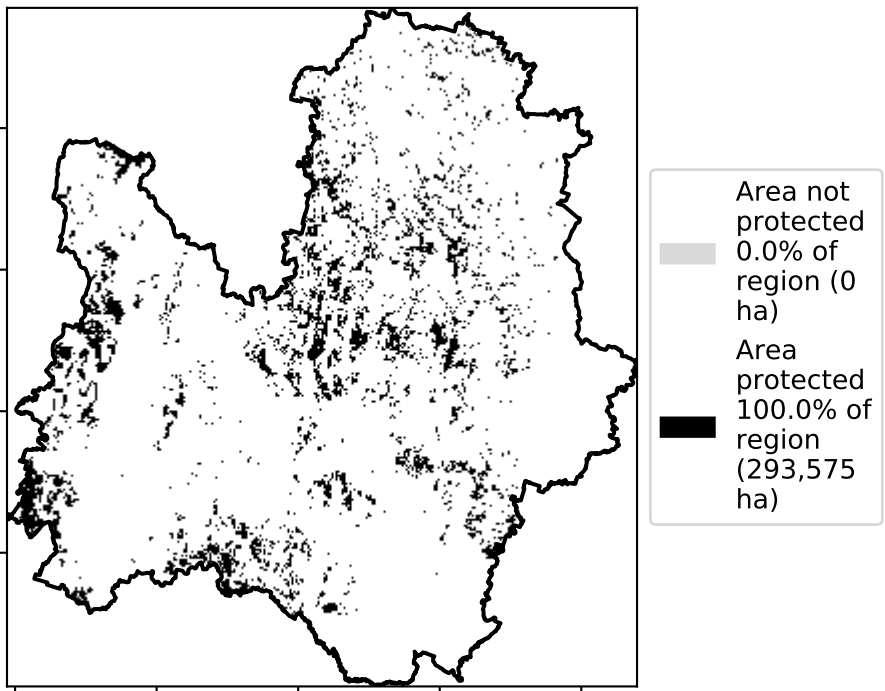 Area not
protected
0.0% of
region (0
ha)
Area
protected
100.0% of
region
(293,575
ha)